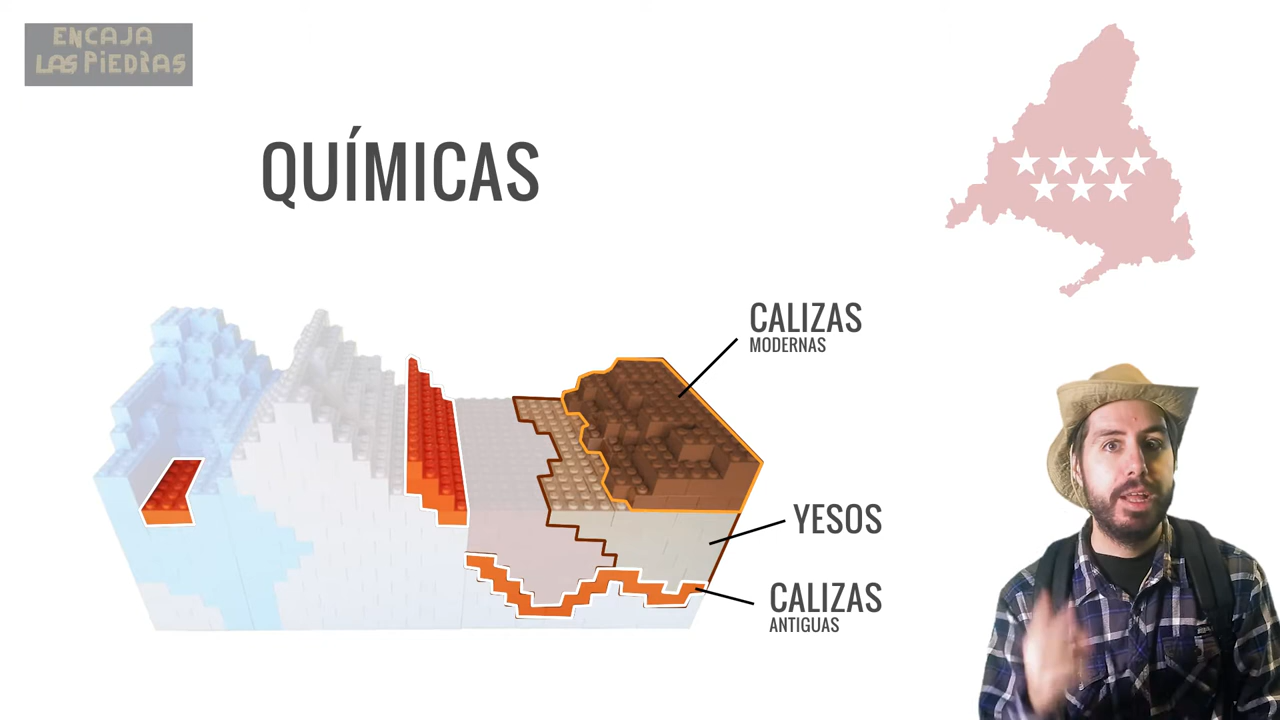 ENCAJA
LAS PIEDRAS
QUÍMICAS
CALIZAS
MODERNAS
YESOS
CALIZAS
ANTIGUAS